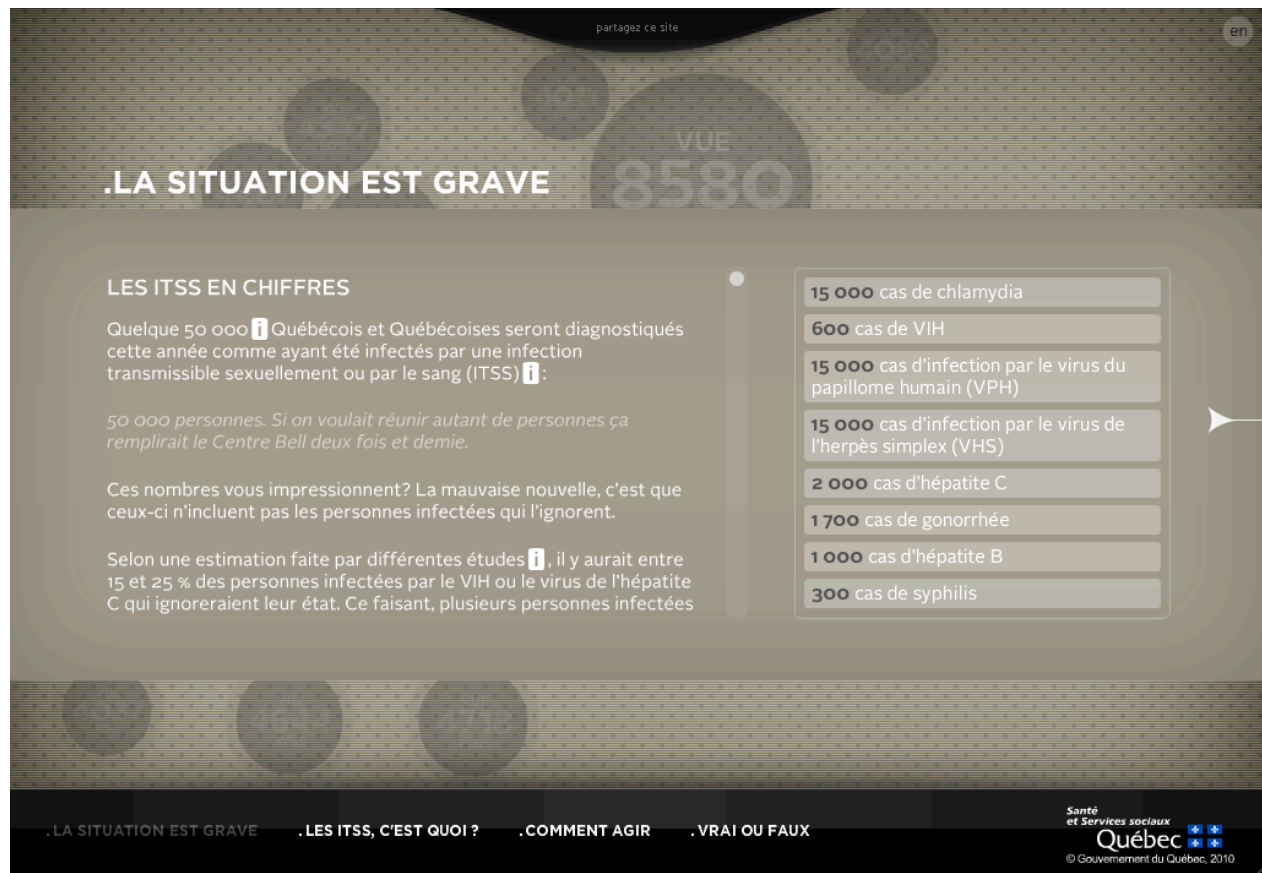 partagez ce site
en
4080
4011
4347
VUE
8580
.LA SITUATION EST GRAVE
LES ITSS EN CHIFFRES
Quelque 50 000 i Québécois et Québécoises seront diagnostiqués
cette année comme ayant été infectés par une infection
transmissible sexuellement ou par le sang (ITSS) i :
50 000 personnes. Si on voulait réunir autant de personnes ça
remplirait le Centre Bell deux fois et demie.
Ces nombres vous impressionnent? La mauvaise nouvelle, c'est que
ceux-ci n'incluent pas les personnes infectées qui l'ignorent.
Selon une estimation faite par différentes études i , il y aurait entre
15 et 25 % des personnes infectées par le VIH ou le virus de l'hépatite
C qui ignoreraient leur état. Ce faisant, plusieurs personnes infectées
15 000 cas de chlamydia
600 cas de VIH
15 000 cas d'infection par le virus du
papillome humain (VPH)
15 000 cas d'infection par le virus de
l'herpès simplex (VHS)
2 000 cas d'hépatite C
1 700 cas de gonorrhée
1 000 cas d'hépatite B
300 cas de syphilis
4713
.LA SITUATION EST GRAVE
.LES ITSS, C'EST QUOI ?
.COMMENT AGIR
.VRAI OU FAUX
Santé
et Services sociaux
Québec
© Gouvernement du Québec, 2010